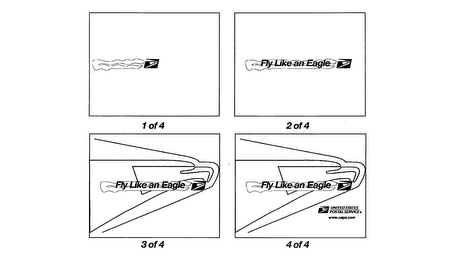 1 of 4
Fly Like an Eagle
2 of 4
Fly Like an Eagle
3 of 4
Fly Like an Eagle
UNITED STATES
POSTAL SERVICE
www.usps.com
4 of 4